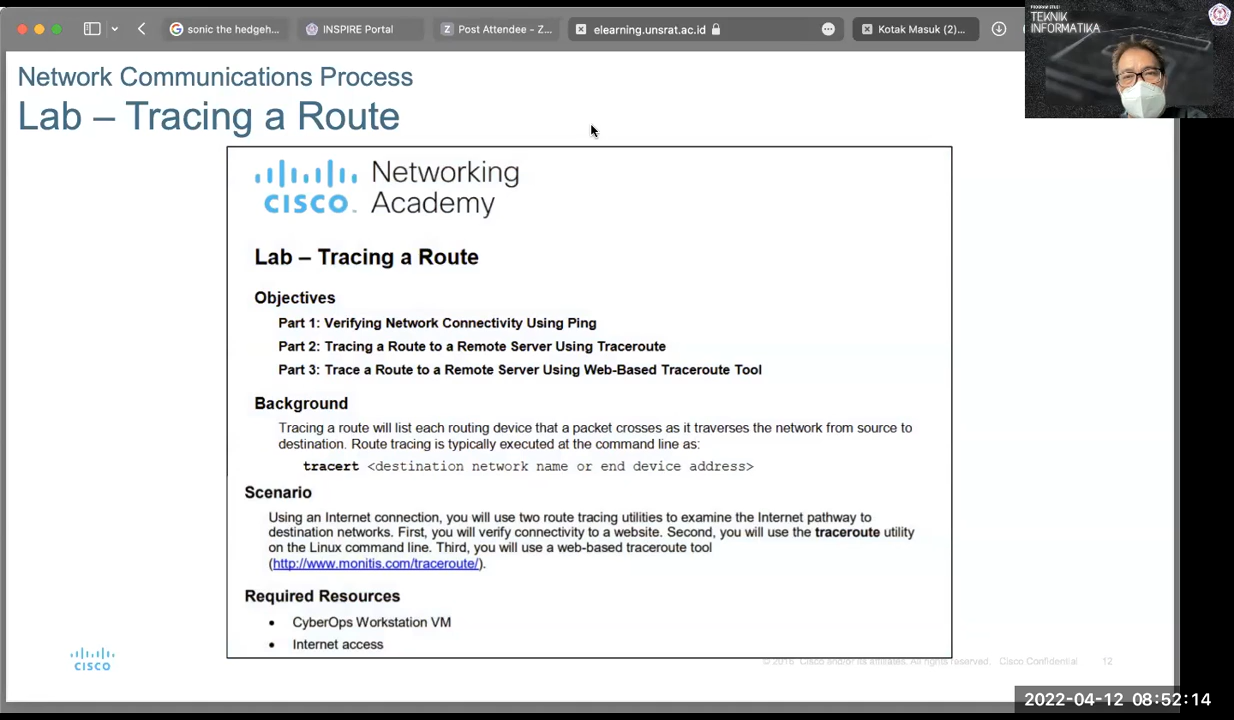 sonic the hedgeh...
INSPIRE Portal
Post Attendee - Z...
elearning.unsrat.ac.id
Kotak Masuk (2)...
PROGRAM STUDI
TEKNIK
INFORMATIKA
Network Communications Process
Lab – Tracing a Route
CISCO
Networking
Academy
Lab – Tracing a Route
Objectives
Part 1: Verifying Network Connectivity Using Ping
Part 2: Tracing a Route to a Remote Server Using Traceroute
Part 3: Trace a Route to a Remote Server Using Web-Based Traceroute Tool
Background
Tracing a route will list each routing device that a packet crosses as it traverses the network from source to
destination. Route tracing is typically executed at the command line as:
tracert <destination network name or end device address>
Scenario
Using an Internet connection, you will use two route tracing utilities to examine the Internet pathway to
destination networks. First, you will verify connectivity to a website. Second, you will use the traceroute utility
on the Linux command line. Third, you will use a web-based traceroute tool
(http://www.monitis.com/traceroute/).
Required Resources
• CyberOps Workstation VM
• Internet access
CISCO
© 2016 Cisco and/or its affiliates. All rights reserved. Cisco Confidential 12
2022-04-12 08:52:14